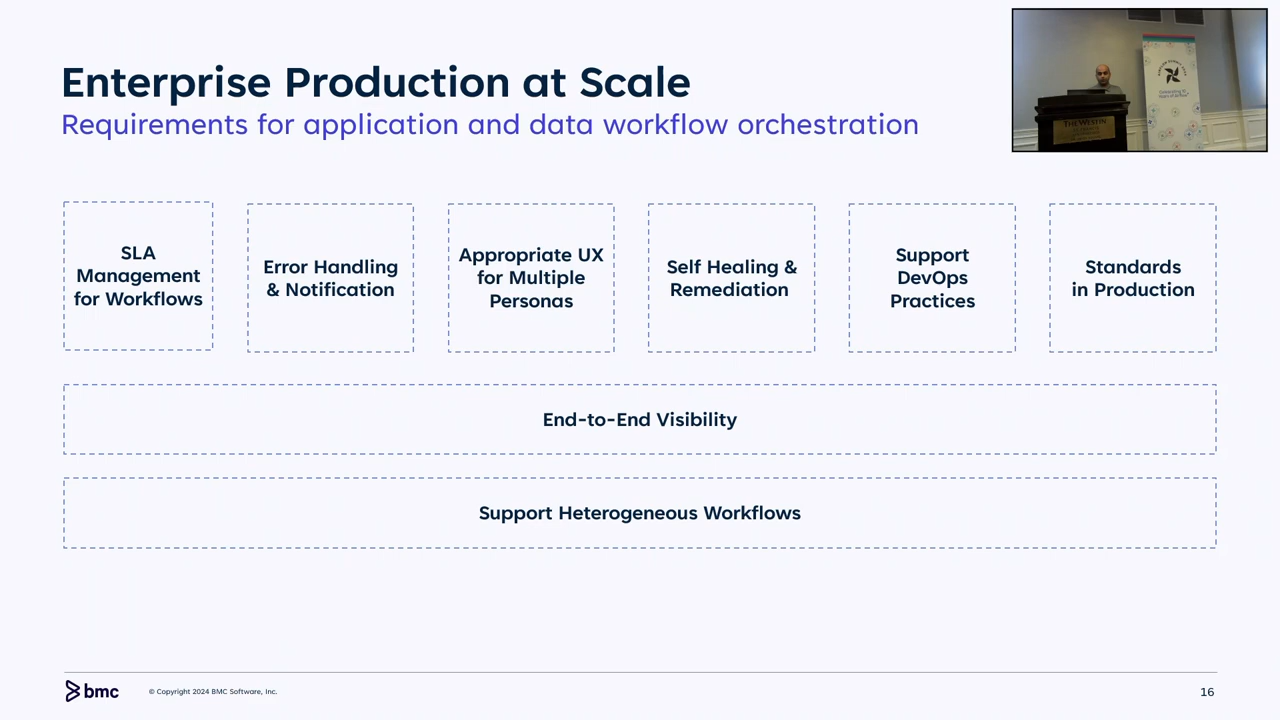 Enterprise Production at Scale
Requirements for application and data workflow orchestration
THE WESTIN
SLA
Management
for Workflows
Error Handling
& Notification
Appropriate UX
for Multiple
Personas
Self Healing &
Remediation
Support
DevOps
Practices
Standards
in Production
End-to-End Visibility
Support Heterogeneous Workflows
bmc
© Copyright 2024 BMC Software, Inc.
16